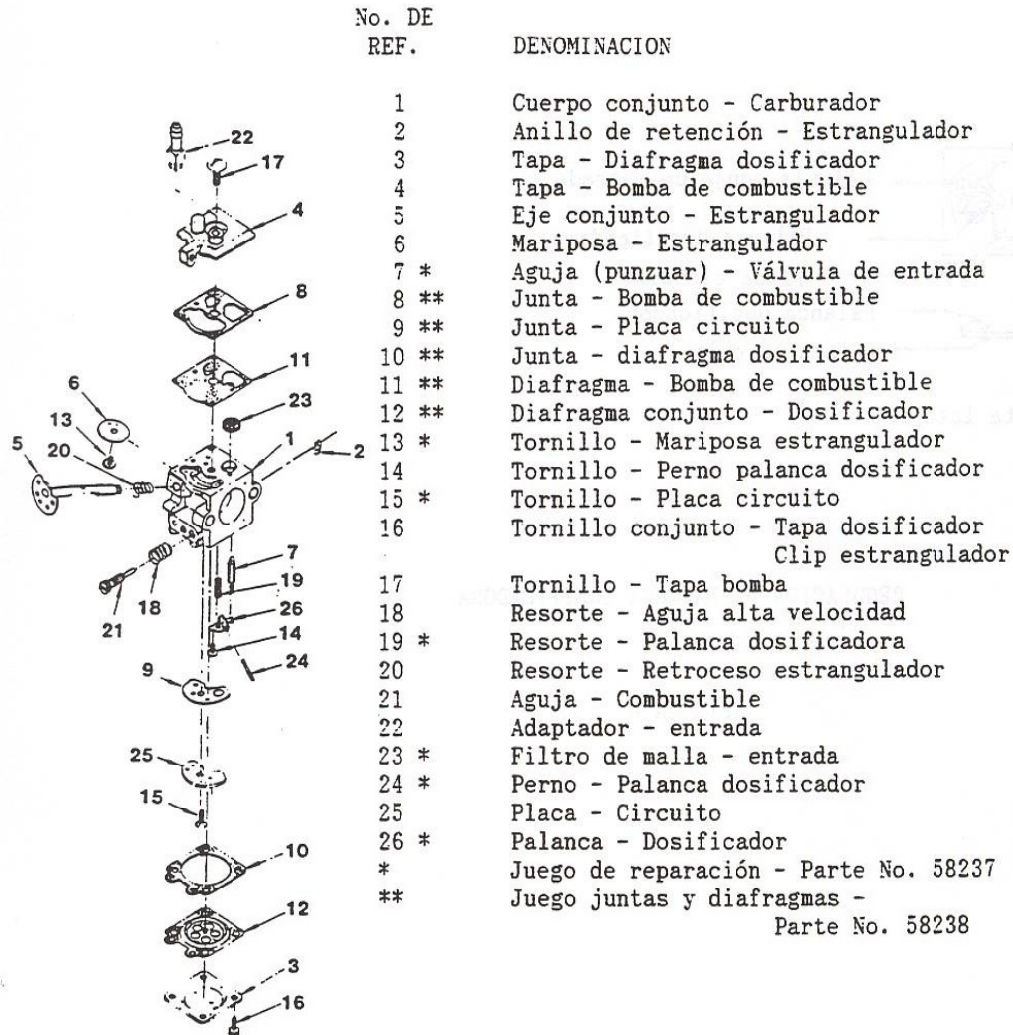 No. DE
REF. DENOMINACION
1 Cuerpo conjunto - Carburador
2 Anillo de retención - Estrangulador
3 Tapa - Diafragma dosificador
4 Tapa - Bomba de combustible
5 Eje conjunto - Estrangulador
6 Mariposa - Estrangulador
7 * Aguja (punzuar) - Válvula de entrada
8 ** Junta - Bomba de combustible
9 ** Junta - Placa circuito
10 ** Junta - diafragma dosificador
11 ** Diafragma - Bomba de combustible
12 ** Diafragma conjunto - Dosificador
13 * Tornillo - Mariposa estrangulador
14 Tornillo - Perno palanca dosificador
15 * Tornillo - Placa circuito
16 Tornillo conjunto - Tapa dosificador
Clip estrangulador
17 Tornillo - Tapa bomba
18 Resorte - Aguja alta velocidad
19 * Resorte - Palanca dosificadora
20 Resorte - Retroceso estrangulador
21 Aguja - Combustible
22 Adaptador - entrada
23 * Filtro de malla - entrada
24 * Perno - Palanca dosificador
25 Placa - Circuito
26 * Palanca - Dosificador
* Juego de reparación - Parte No. 58237
** Juego juntas y diafragmas -
Parte No. 58238
22
17
4
8
11
6
23
13
1
5
20
2
7
19
18
26
21
14
9
24
25
15
10
12
3
16